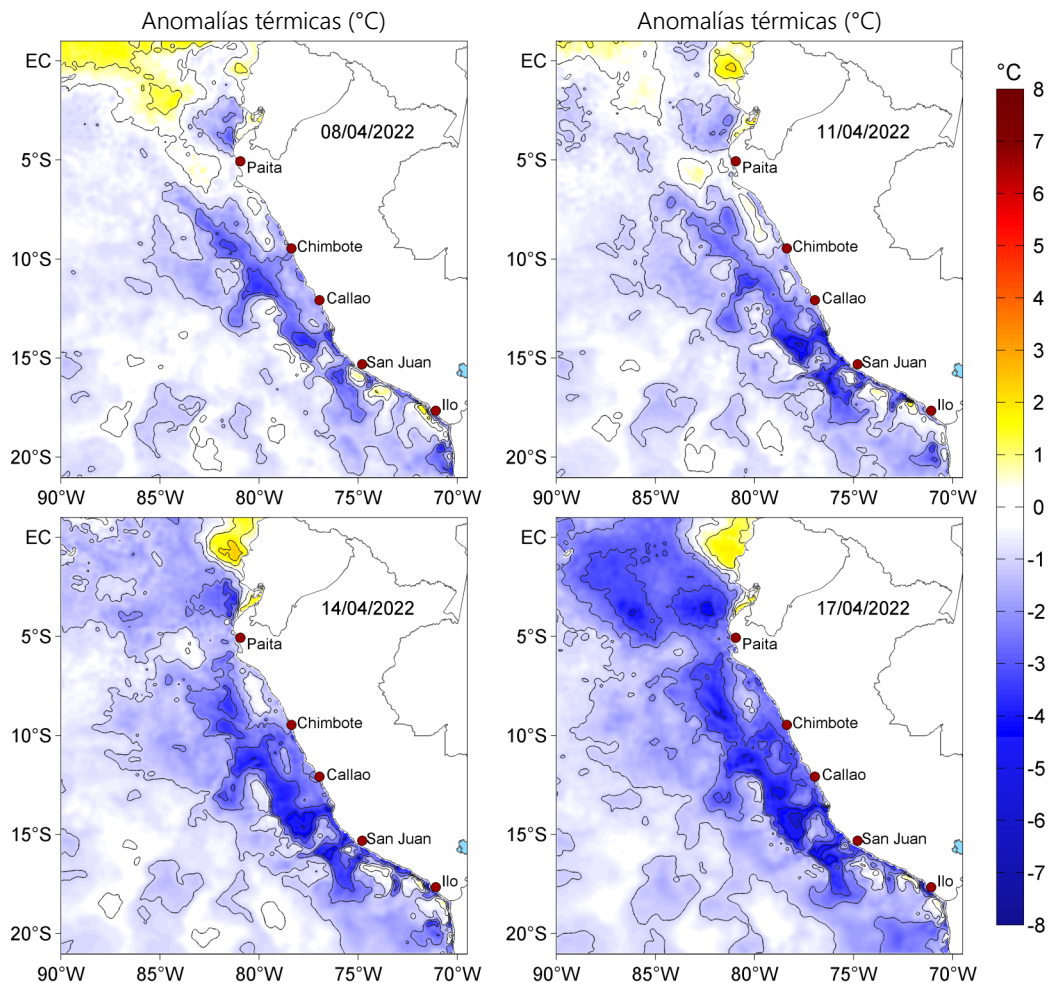 Anomalías térmicas (°C)
Anomalías térmicas (°C)
EC
5°S
10°S
15°S
20°S
90°W
85°W
80°W
75°W
70°W
08/04/2022
Paita
Chimbote
Callao
San Juan
Ilo
EC
5°S
10°S
15°S
20°S
90°W
85°W
80°W
75°W
70°W
11/04/2022
Paita
Chimbote
Callao
San Juan
Ilo
°C
8
7
6
5
4
3
2
1
0
-1
-2
-3
-4
-5
-6
-7
-8
EC
5°S
10°S
15°S
20°S
90°W
85°W
80°W
75°W
70°W
14/04/2022
Paita
Chimbote
Callao
San Juan
Ilo
EC
5°S
10°S
15°S
20°S
90°W
85°W
80°W
75°W
70°W
17/04/2022
Paita
Chimbote
Callao
San Juan
Ilo